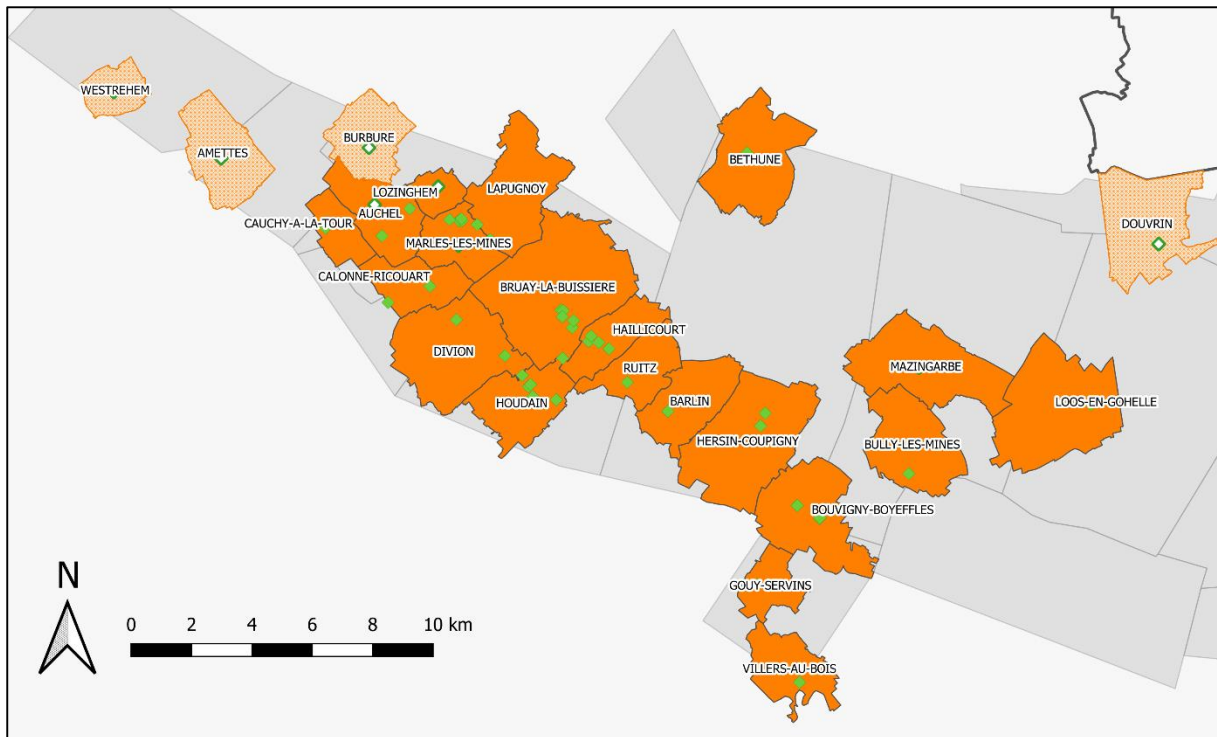 WESTREHEM
AMETTES
BURBURE
LOZINGHEM
LAPUGNOY
BETHUNE
AUCHEL
CAUCHY-A-LA-TOUR
MARLES-LES-MINES
DOUVRIN
CALONNE-RICOUART
BRUAY-LA-BUISSIERE
HAILLICOURT
DIVION
RUITZ
MAZINGARBE
HOUDAIN
BARLIN
LOOS-EN-GOHELLE
HERSIN-COUPIGNY
BULLY-LES-MINES
BOUVIGNY-BOYEFFLES
N
GOUY-SERVINS
0 2 4 6 8 10 km
VILLERS-AU-BOIS